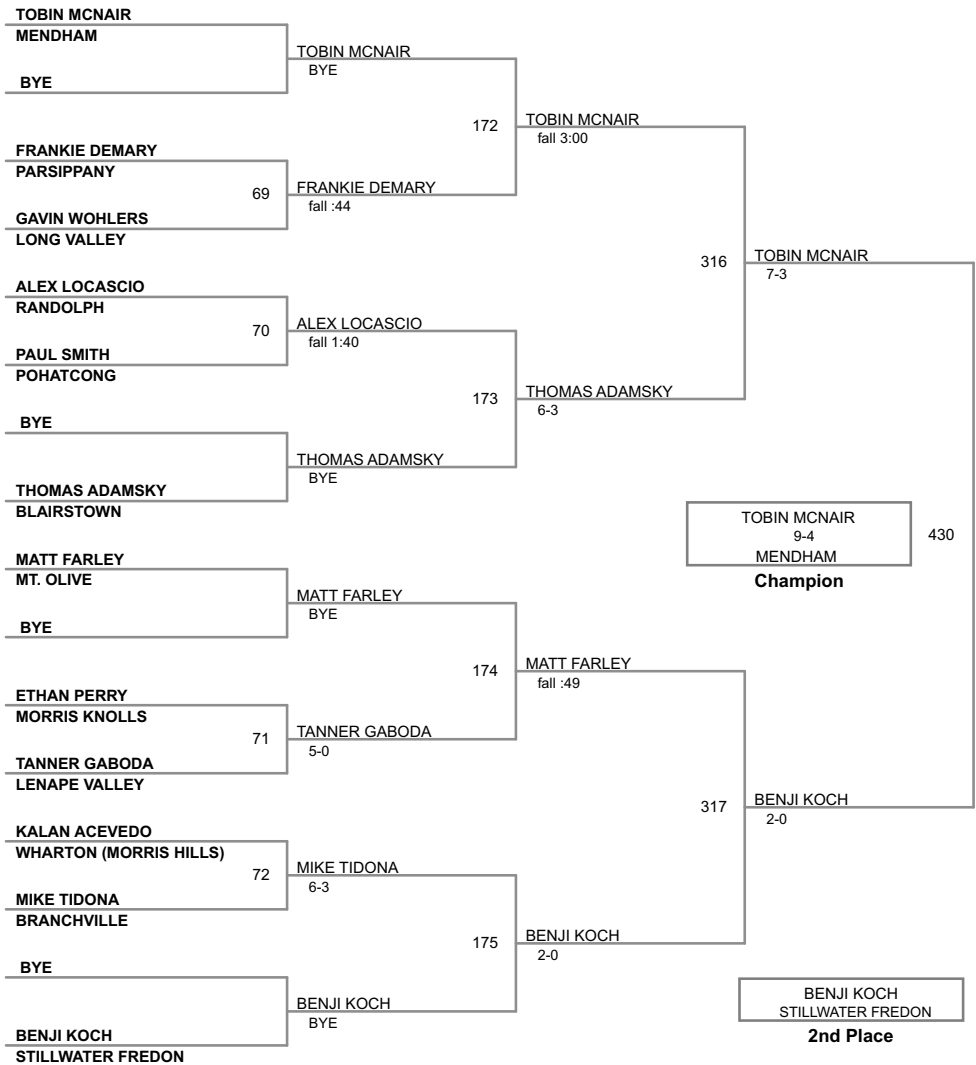 TOBIN MCNAIR
MENDHAM
BYE
FRANKIE DEMARY
PARSIPPANY
69
GAVIN WOHLERS
LONG VALLEY
ALEX LOCASCIO
RANDOLPH
70
PAUL SMITH
POHATCONG
BYE
THOMAS ADAMSKY
BLAIRSTOWN
MATT FARLEY
MT. OLIVE
BYE
ETHAN PERRY
MORRIS KNOLLS
71
TANNER GABODA
LENAPE VALLEY
KALAN ACEVEDO
WHARTON (MORRIS HILLS)
72
MIKE TIDONA
BRANCHVILLE
BYE
BENJI KOCH
STILLWATER FREDON
TOBIN MCNAIR
BYE
172
FRANKIE DEMARY
fall :44
ALEX LOCASCIO
fall 1:40
173
THOMAS ADAMSKY
BYE
MATT FARLEY
BYE
174
TANNER GABODA
5-0
MIKE TIDONA
6-3
175
BENJI KOCH
BYE
TOBIN MCNAIR
fall 3:00
316
THOMAS ADAMSKY
6-3
MATT FARLEY
fall :49
317
BENJI KOCH
2-0
TOBIN MCNAIR
7-3
TOBIN MCNAIR
9-4
MENDHAM
430
Champion
BENJI KOCH
2-0
BENJI KOCH
STILLWATER FREDON
2nd Place